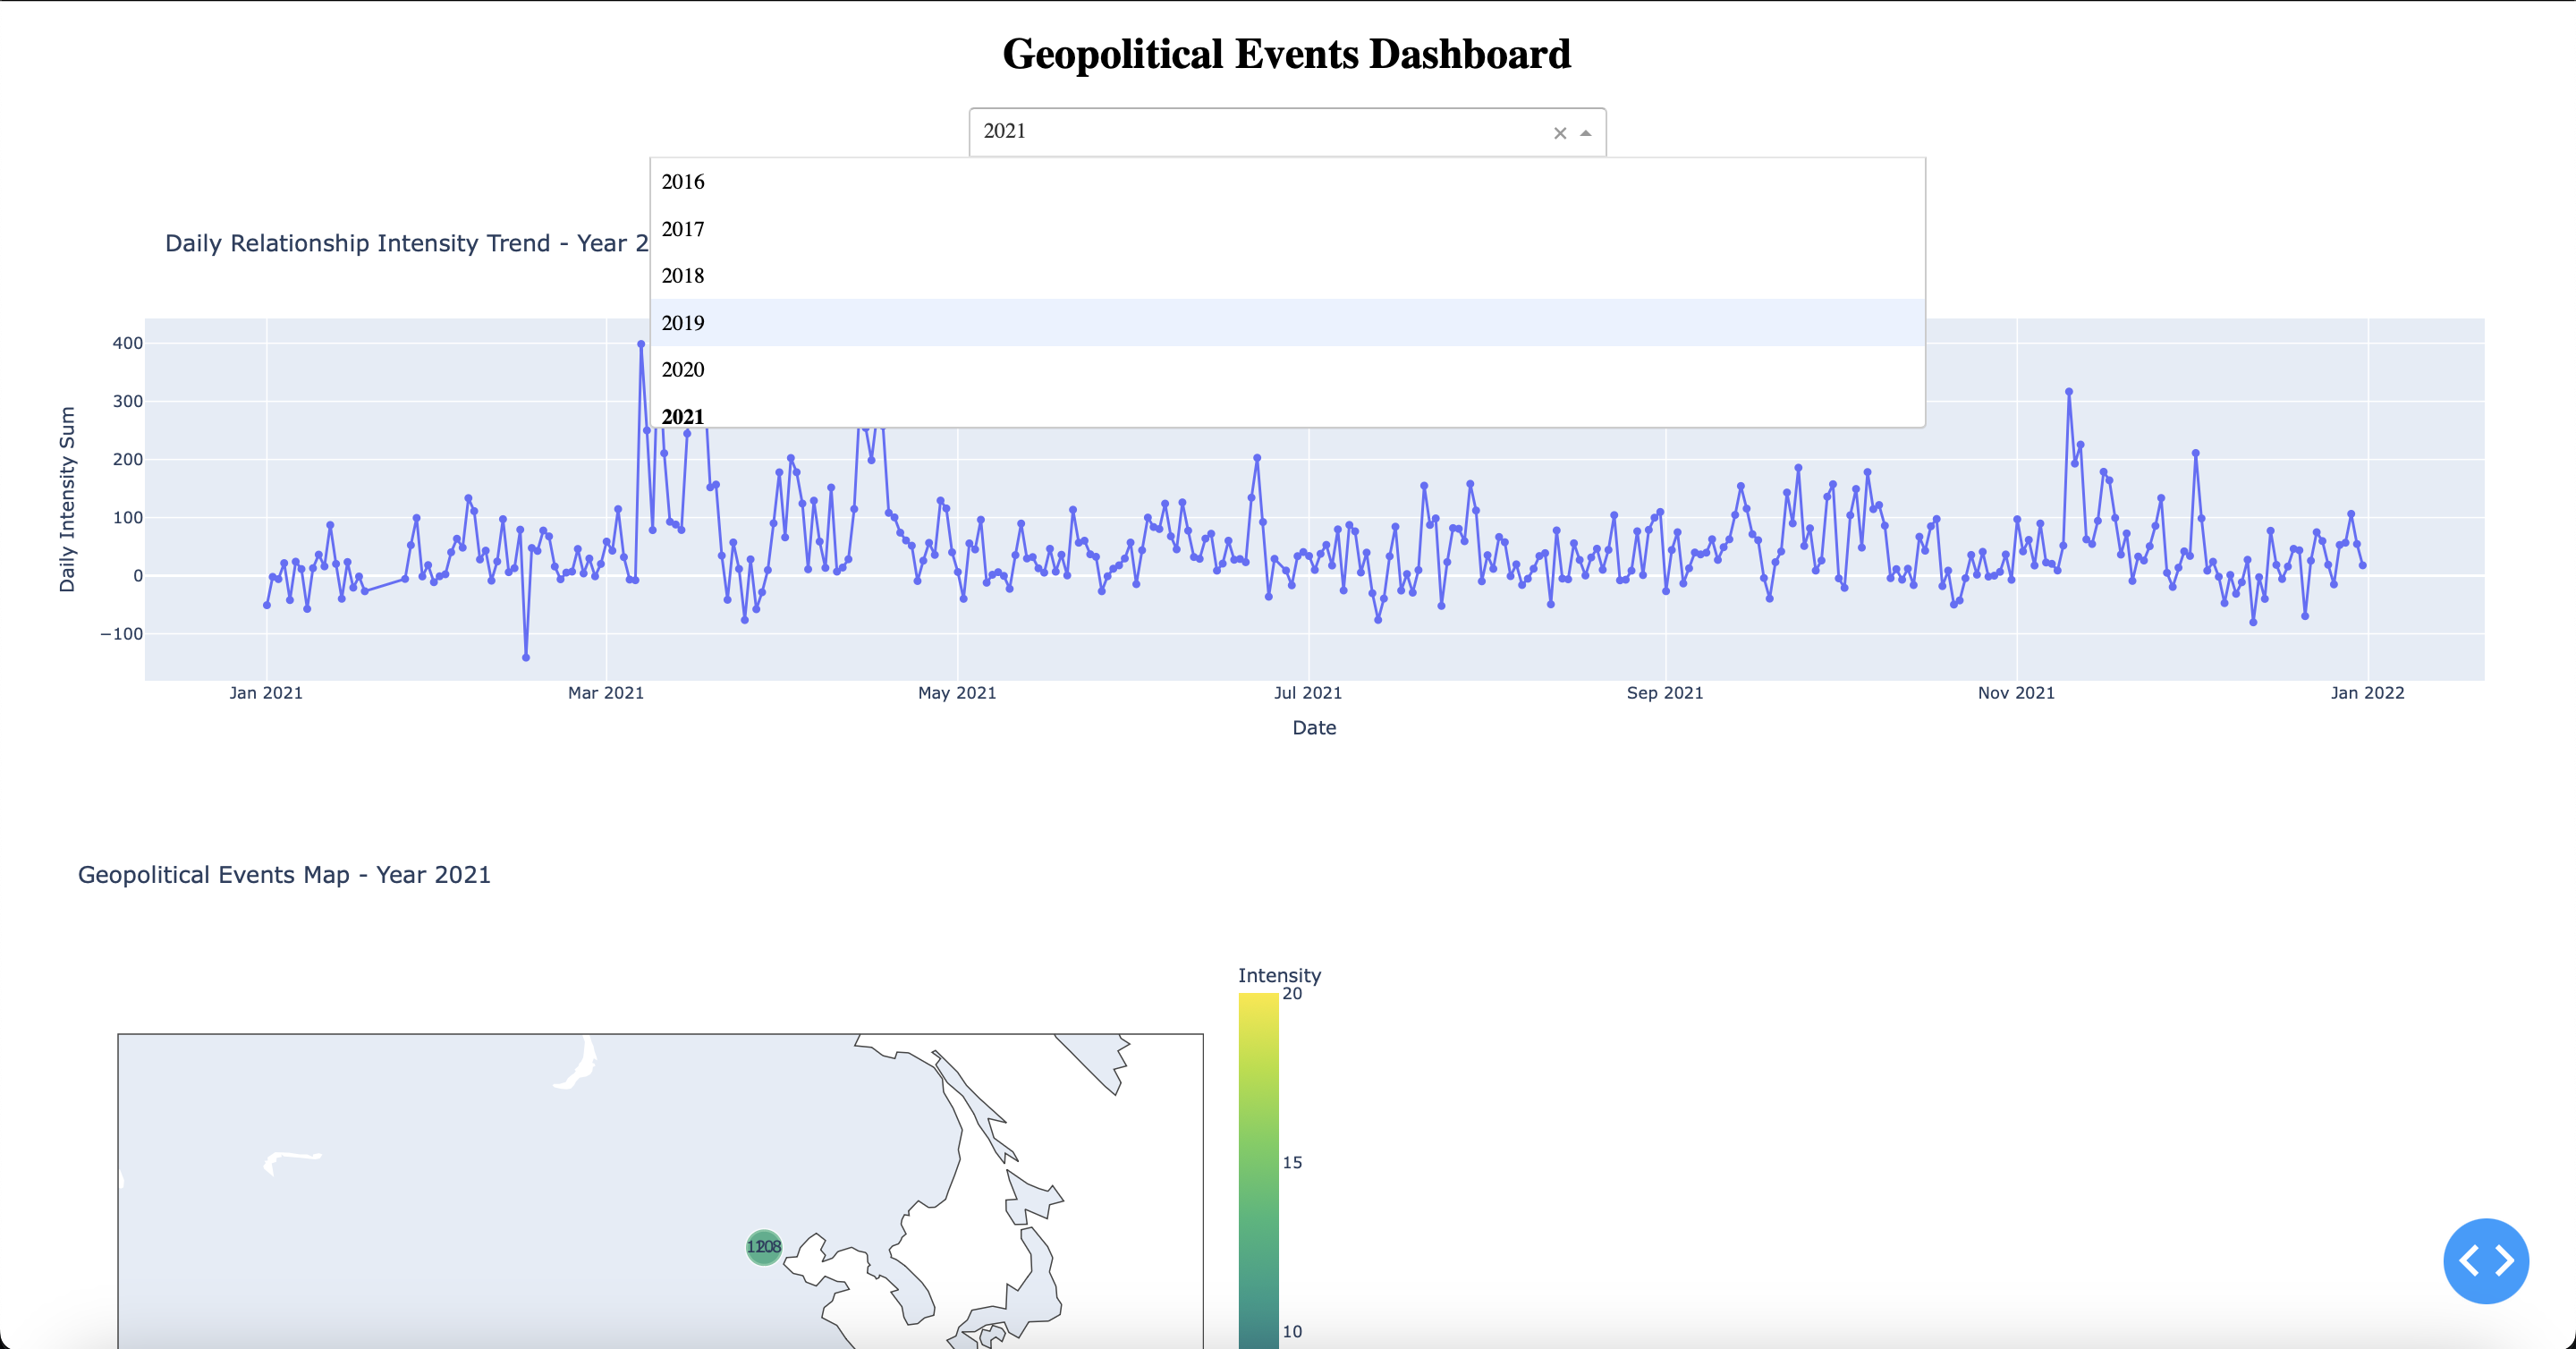 Geopolitical Events Dashboard
2021
2016
2017
2018
2019
2020
2021
Daily Relationship Intensity Trend - Year 2
400
300
200
100
0
−100
Daily Intensity Sum
Jan 2021
Mar 2021
May 2021
Jul 2021
Sep 2021
Nov 2021
Jan 2022
Date
Geopolitical Events Map - Year 2021
Intensity
20
15
10